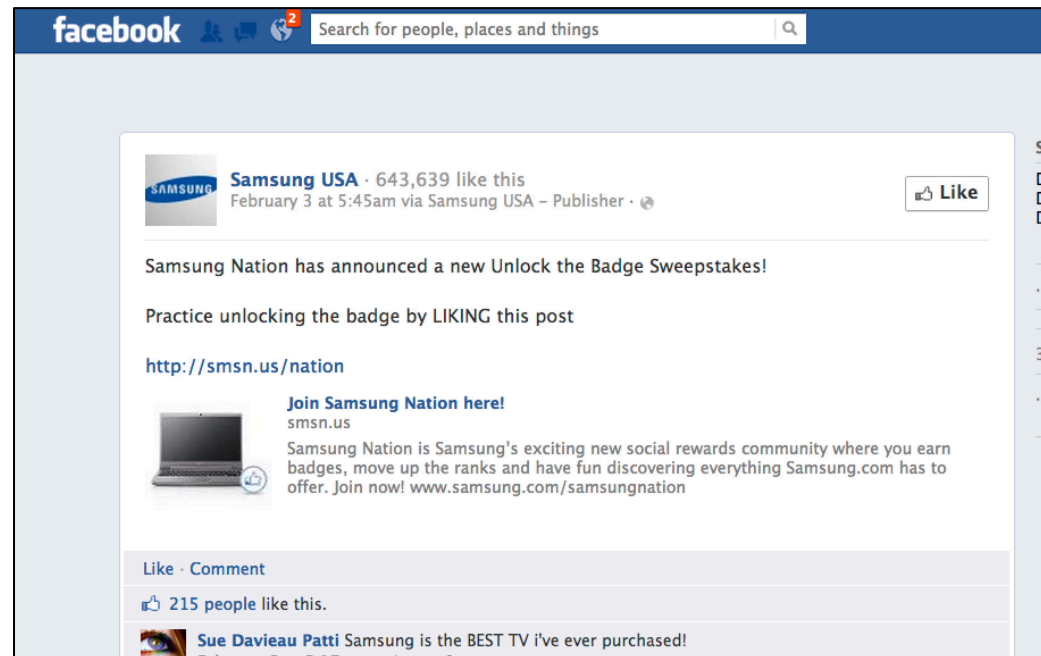 facebook
2
Search for people, places and things
SAMSUNG
Samsung USA · 643,639 like this
February 3 at 5:45am via Samsung USA – Publisher ·
Like
Samsung Nation has announced a new Unlock the Badge Sweepstakes!
Practice unlocking the badge by LIKING this post
http://smsn.us/nation
Join Samsung Nation here!
smsn.us
Samsung Nation is Samsung's exciting new social rewards community where you earn
badges, move up the ranks and have fun discovering everything Samsung.com has to
offer. Join now! www.samsung.com/samsungnation
Like · Comment
215 people like this.
Sue Davieau Patti Samsung is the BEST TV i've ever purchased!